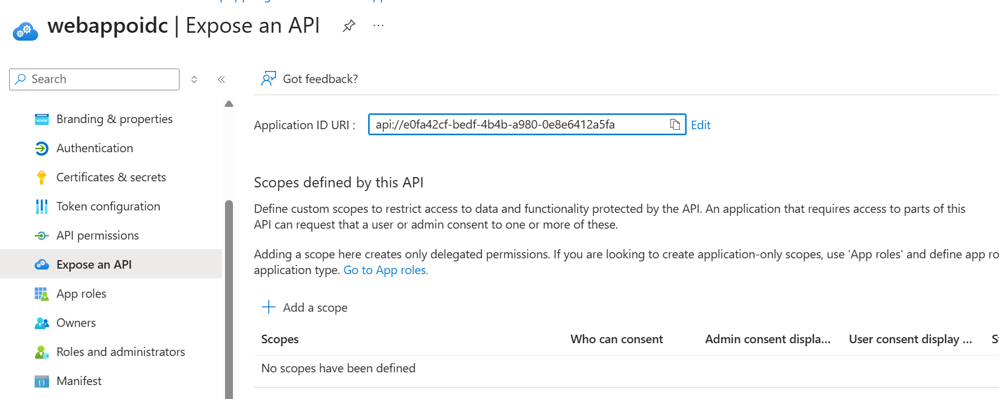 webappoidc | Expose an API
Search
Got feedback?
Branding & properties
Authentication
Certificates & secrets
Token configuration
API permissions
Expose an API
App roles
Owners
Roles and administrators
Manifest
Application ID URI :
api://e0fa42cf-bedf-4b4b-a980-0e8e6412a5fa
Edit
Scopes defined by this API
Define custom scopes to restrict access to data and functionality protected by the API. An application that requires access to parts of this
API can request that a user or admin consent to one or more of these.
Adding a scope here creates only delegated permissions. If you are looking to create application-only scopes, use 'App roles' and define app ro
application type. Go to App roles.
Add a scope
Scopes
Who can consent
Admin consent displa...
User consent display ...
No scopes have been defined